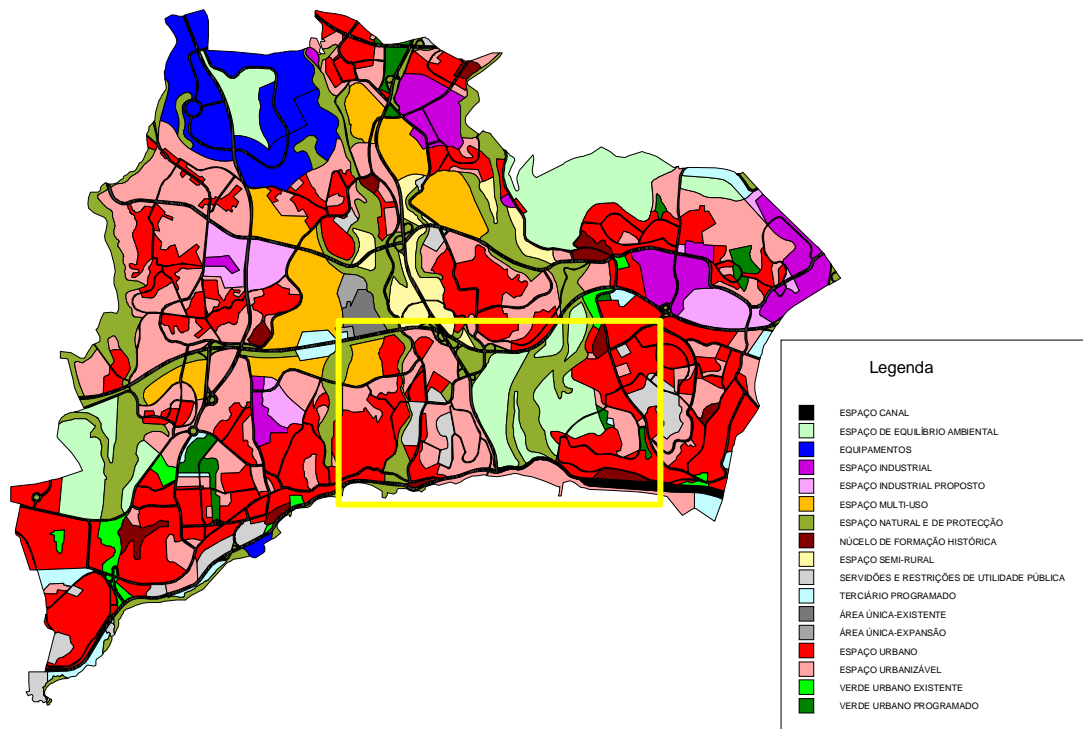 Legenda
ESPAÇO CANAL
ESPAÇO DE EQUILÍBRIO AMBIENTAL
EQUIPAMENTOS
ESPAÇO INDUSTRIAL
ESPAÇO INDUSTRIAL PROPOSTO
ESPAÇO MULTI-USO
ESPAÇO NATURAL E DE PROTECÇÃO
NÚCELO DE FORMAÇÃO HISTÓRICA
ESPAÇO SEMI-RURAL
SERVIDÕES E RESTRIÇÕES DE UTILIDADE PÚBLICA
TERCIÁRIO PROGRAMADO
ÁREA ÚNICA-EXISTENTE
ÁREA ÚNICA-EXPANSÃO
ESPAÇO URBANO
ESPAÇO URBANIZÁVEL
VERDE URBANO EXISTENTE
VERDE URBANO PROGRAMADO